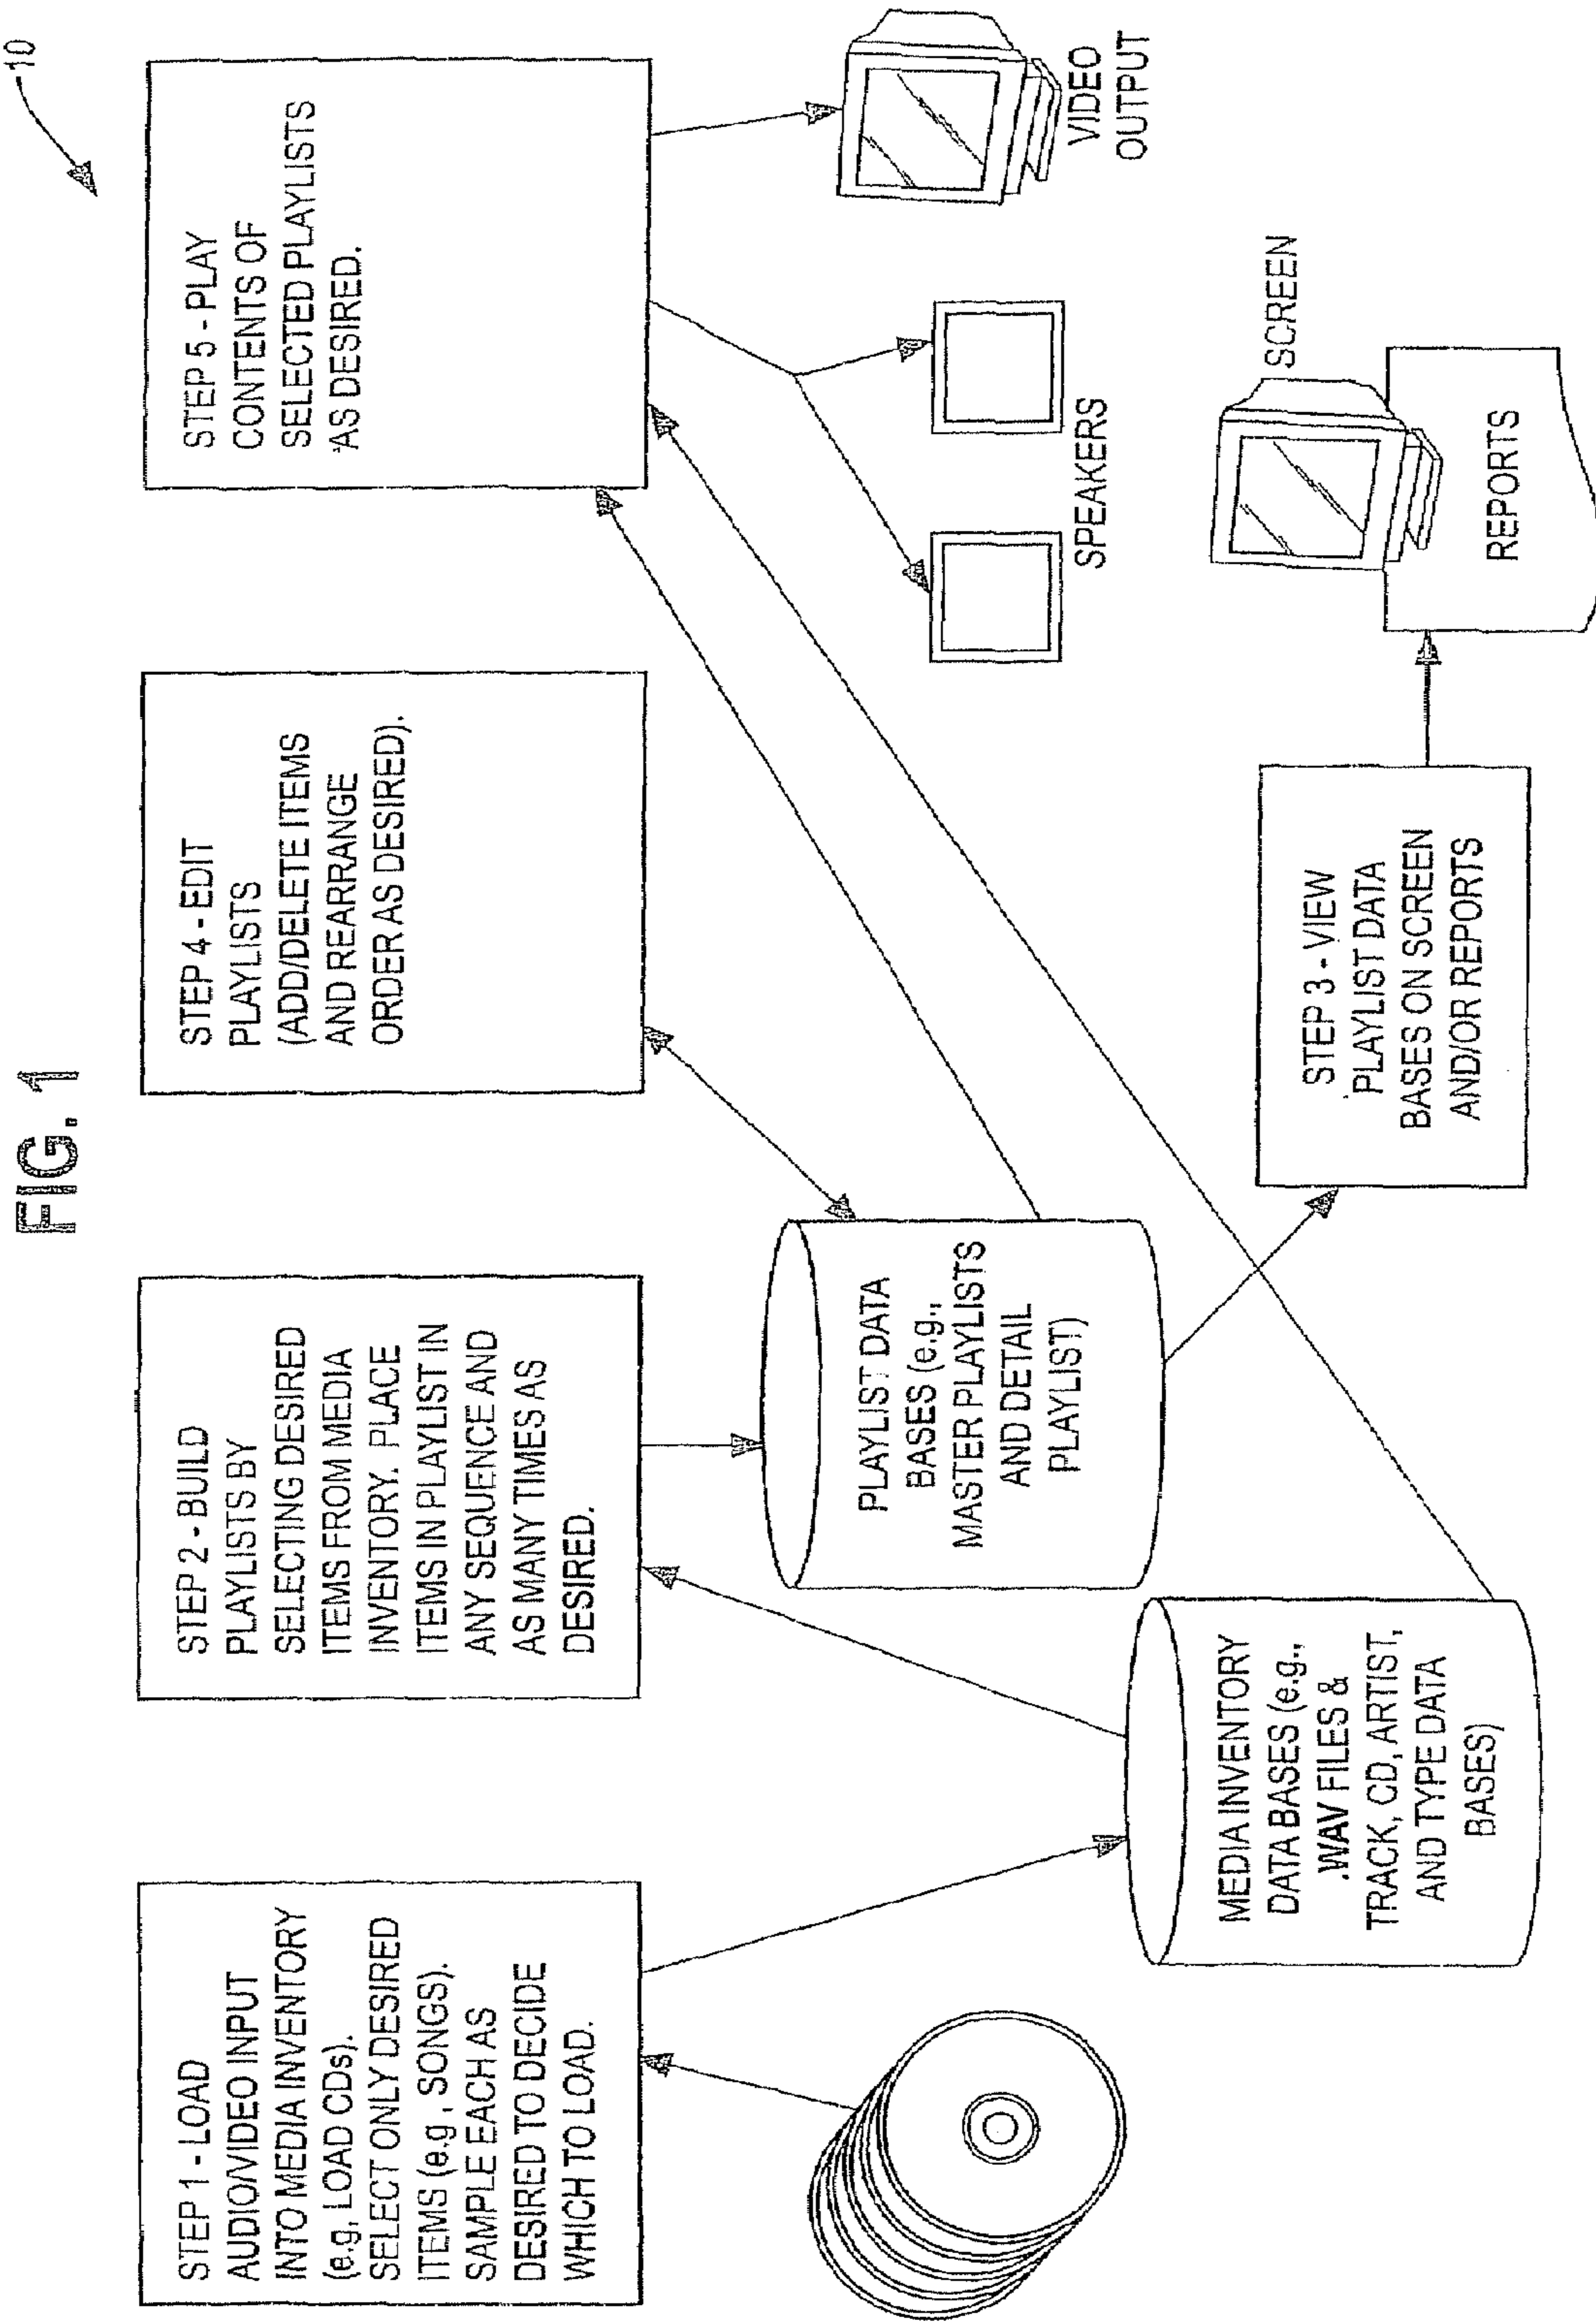 FIG. 1
10
STEP 1 - LOAD
AUDIO/VIDEO INPUT
INTO MEDIA INVENTORY
(e.g, LOAD CDs).
SELECT ONLY DESIRED
ITEMS (e.g., SONGS).
SAMPLE EACH AS
DESIRED TO DECIDE
WHICH TO LOAD.
STEP 2 - BUILD
PLAYLISTS BY
SELECTING DESIRED
ITEMS FROM MEDIA
INVENTORY. PLACE
ITEMS IN PLAYLIST IN
ANY SEQUENCE AND
AS MANY TIMES AS
DESIRED.
STEP 4 - EDIT
PLAYLISTS
(ADD/DELETE ITEMS
AND REARRANGE
ORDER AS DESIRED).
STEP 5 - PLAY
CONTENTS OF
SELECTED PLAYLISTS
AS DESIRED.
MEDIA INVENTORY
DATA BASES (e.g.,
.WAV FILES &
TRACK, CD, ARTIST,
AND TYPE DATA
BASES)
PLAYLIST DATA
BASES (e.g.,
MASTER PLAYLISTS
AND DETAIL
PLAYLIST)
STEP 3 - VIEW
PLAYLIST DATA
BASES ON SCREEN
AND/OR REPORTS
SPEAKERS
VIDEO
OUTPUT
SCREEN
REPORTS